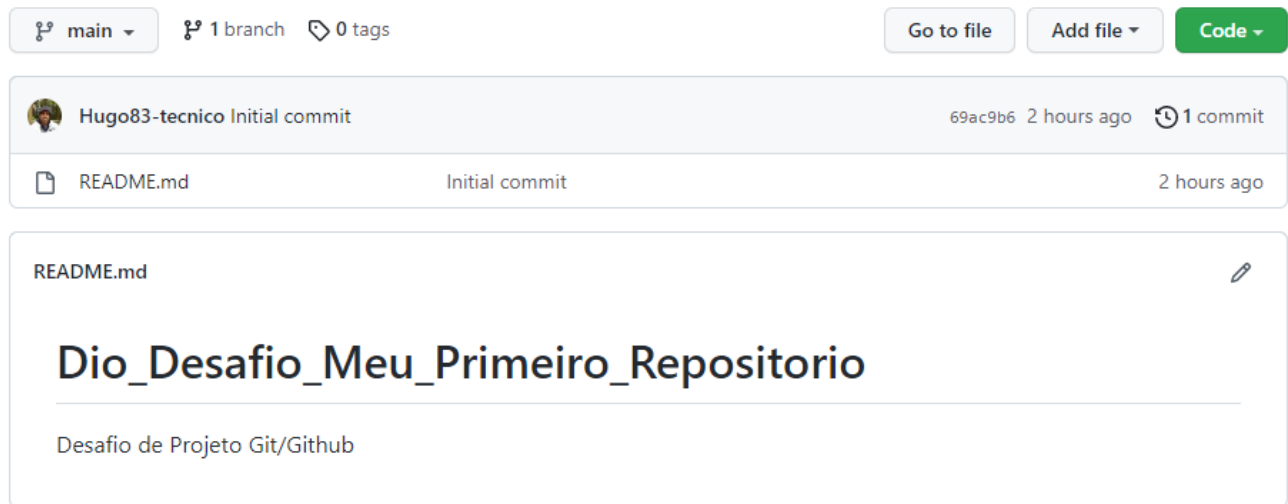 main 1 branch 0 tags Go to file Add file Code
Hugo83-tecnico Initial commit 69ac9b6 2 hours ago 1 commit
README.md Initial commit 2 hours ago
README.md
Dio_Desafio_Meu_Primeiro_Repositorio
Desafio de Projeto Git/Github